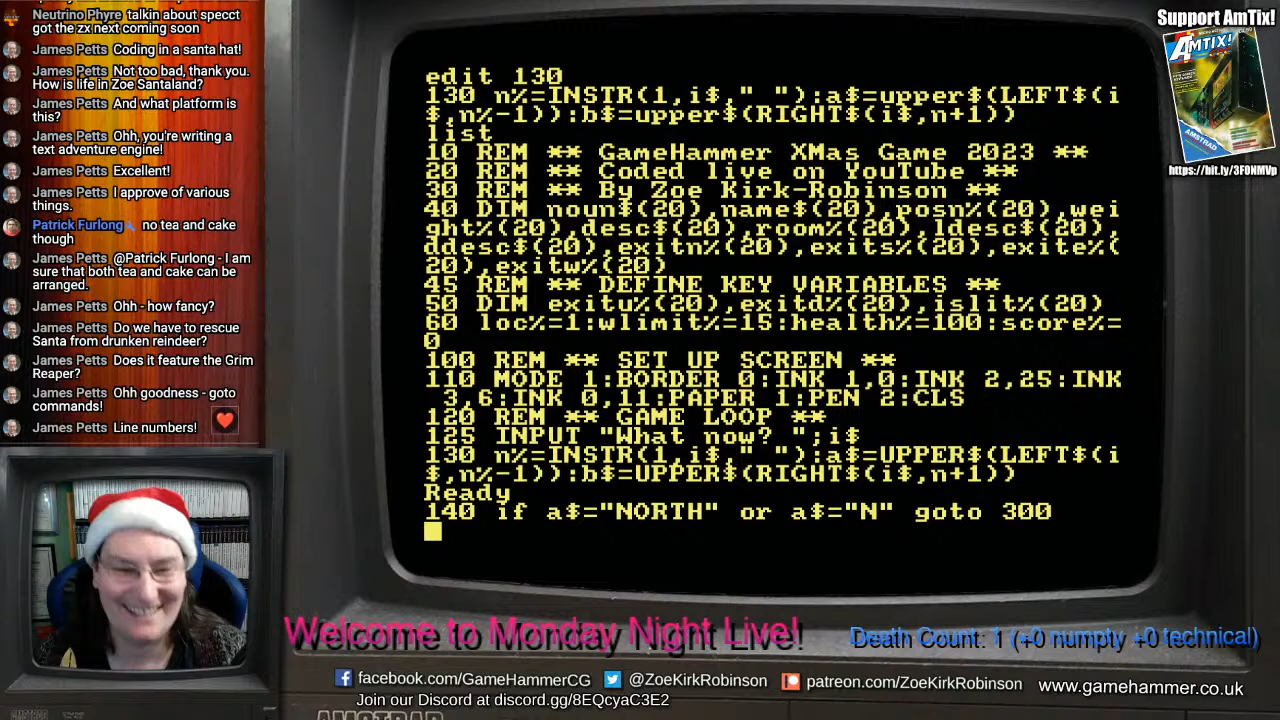 Neutrino Phyre talkin about specct
got the zx next coming soon
James Petts Coding in a santa hat!
James Petts Not too bad, thank you.
How is life in Zoe Santaland?
James Petts And what platform is
this?
James Petts Ohh, you're writing a
text adventure engine!
James Petts Excellent!
James Petts I approve of various
things.
Patrick Furlong no tea and cake
though
James Petts @Patrick Furlong - I am
sure that both tea and cake can be
arranged.
James Petts Ohh - how fancy?
James Petts Do we have to rescue
Santa from drunken reindeer?
James Petts Does it feature the Grim
Reaper?
James Petts Ohh goodness - goto
commands!
James Petts Line numbers!
edit 130
130 n%=INSTR(1,i$," "):a$=upper$(LEFT$(i
$,n%-1)):b$=upper$(RIGHT$(i$,n+1))
list
10 REM ** GameHammer XMas Game 2023 **
20 REM ** Coded live on YouTube **
30 REM ** By Zoe Kirk-Robinson **
40 DIM noun$(20),name$(20),posn%(20),wei
ght%(20),desc$(20),room%(20),ldesc$(20),
ddesc$(20),exitn%(20),exits%(20),exite%(
20),exitw%(20)
45 REM ** DEFINE KEY VARIABLES **
50 DIM exitu%(20),exitd%(20),islit%(20)
60 loc%=1:wlimit%=15:health%=100:score%=
0
100 REM ** SET UP SCREEN **
110 MODE 1:BORDER 0:INK 1,0:INK 2,25:INK
3,6:INK 0,11:PAPER 1:PEN 2:CLS
120 REM ** GAME LOOP **
125 INPUT "What now? ";i$
130 n%=INSTR(1,i$," "):a$=UPPER$(LEFT$(i
$,n%-1)):b$=UPPER$(RIGHT$(i$,n+1))
Ready
140 if a$="NORTH" or a$="N" goto 300
Support AmTix!
AMTIX!
AMSTRAD
https://bit.ly/3F0NMVp
Welcome to Monday Night Live!
Death Count: 1 (+0 numpty +0 technical)
facebook.com/GameHammerCG
@ZoeKirkRobinson
patreon.com/ZoeKirkRobinson
www.gamehammer.co.uk
Join our Discord at discord.gg/8EQcyaC3E2
AMSTRAD